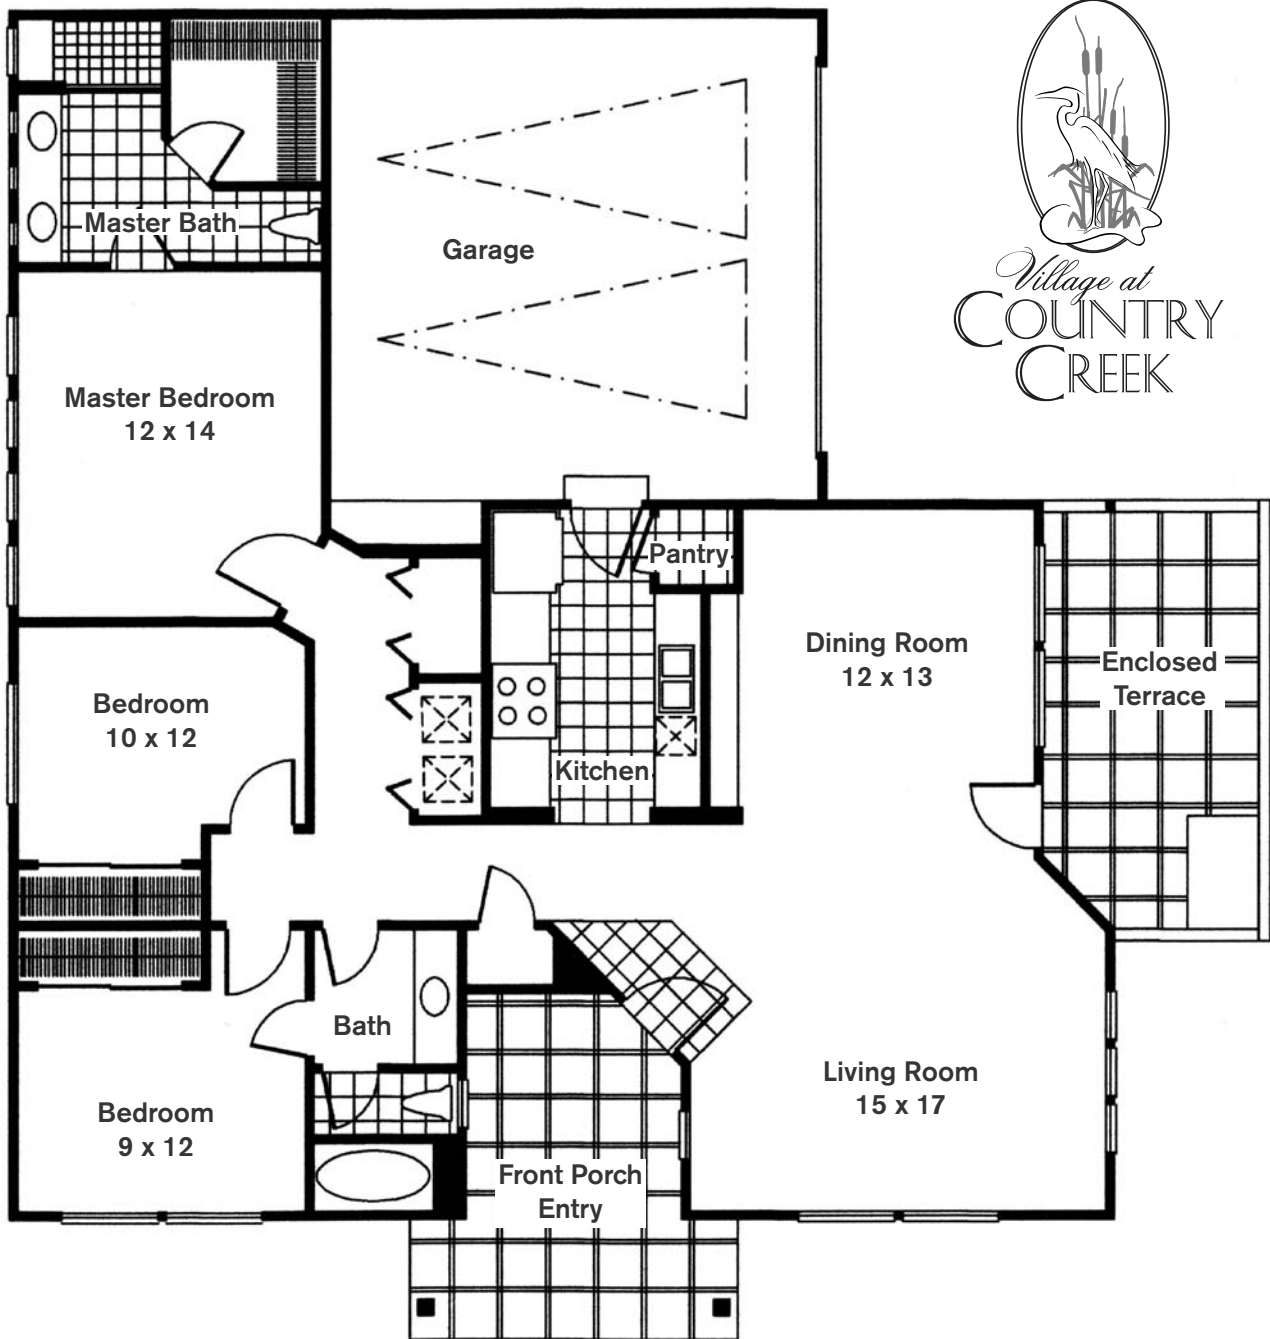 Village at
COUNTRY
CREEK
Master Bath
Garage
Master Bedroom
12 x 14
Pantry
Dining Room
12 x 13
Enclosed
Terrace
Bedroom
10 x 12
Kitchen
Bath
Living Room
15 x 17
Bedroom
9 x 12
Front Porch
Entry